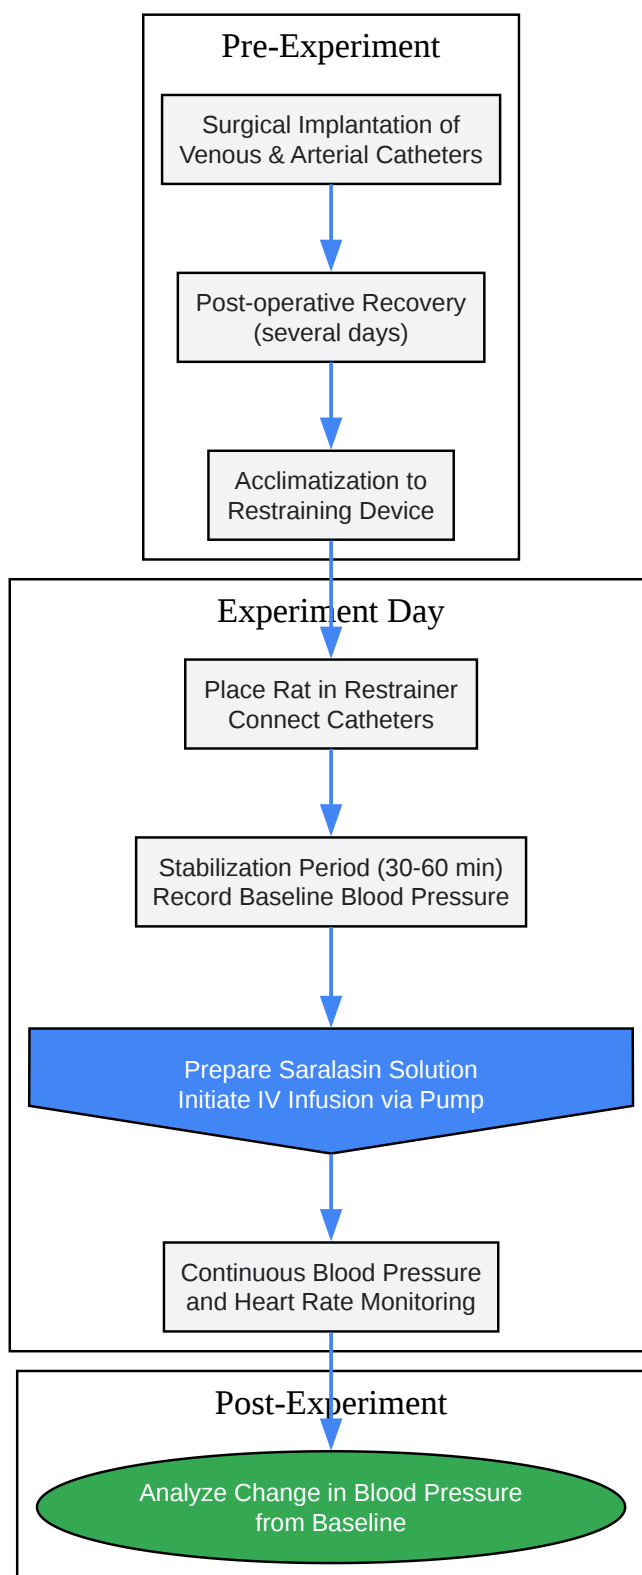 Pre-Experiment
Surgical Implantation of
Venous & Arterial Catheters
Post-operative Recovery
(several days)
Acclimatization to
Restraining Device
Experiment Day
Place Rat in Restrainer
Connect Catheters
Stabilization Period (30-60 min)
Record Baseline Blood Pressure
Prepare Saralasin Solution
Initiate IV Infusion via Pump
Continuous Blood Pressure
and Heart Rate Monitoring
Post-Experiment
Analyze Change in Blood Pressure
from Baseline